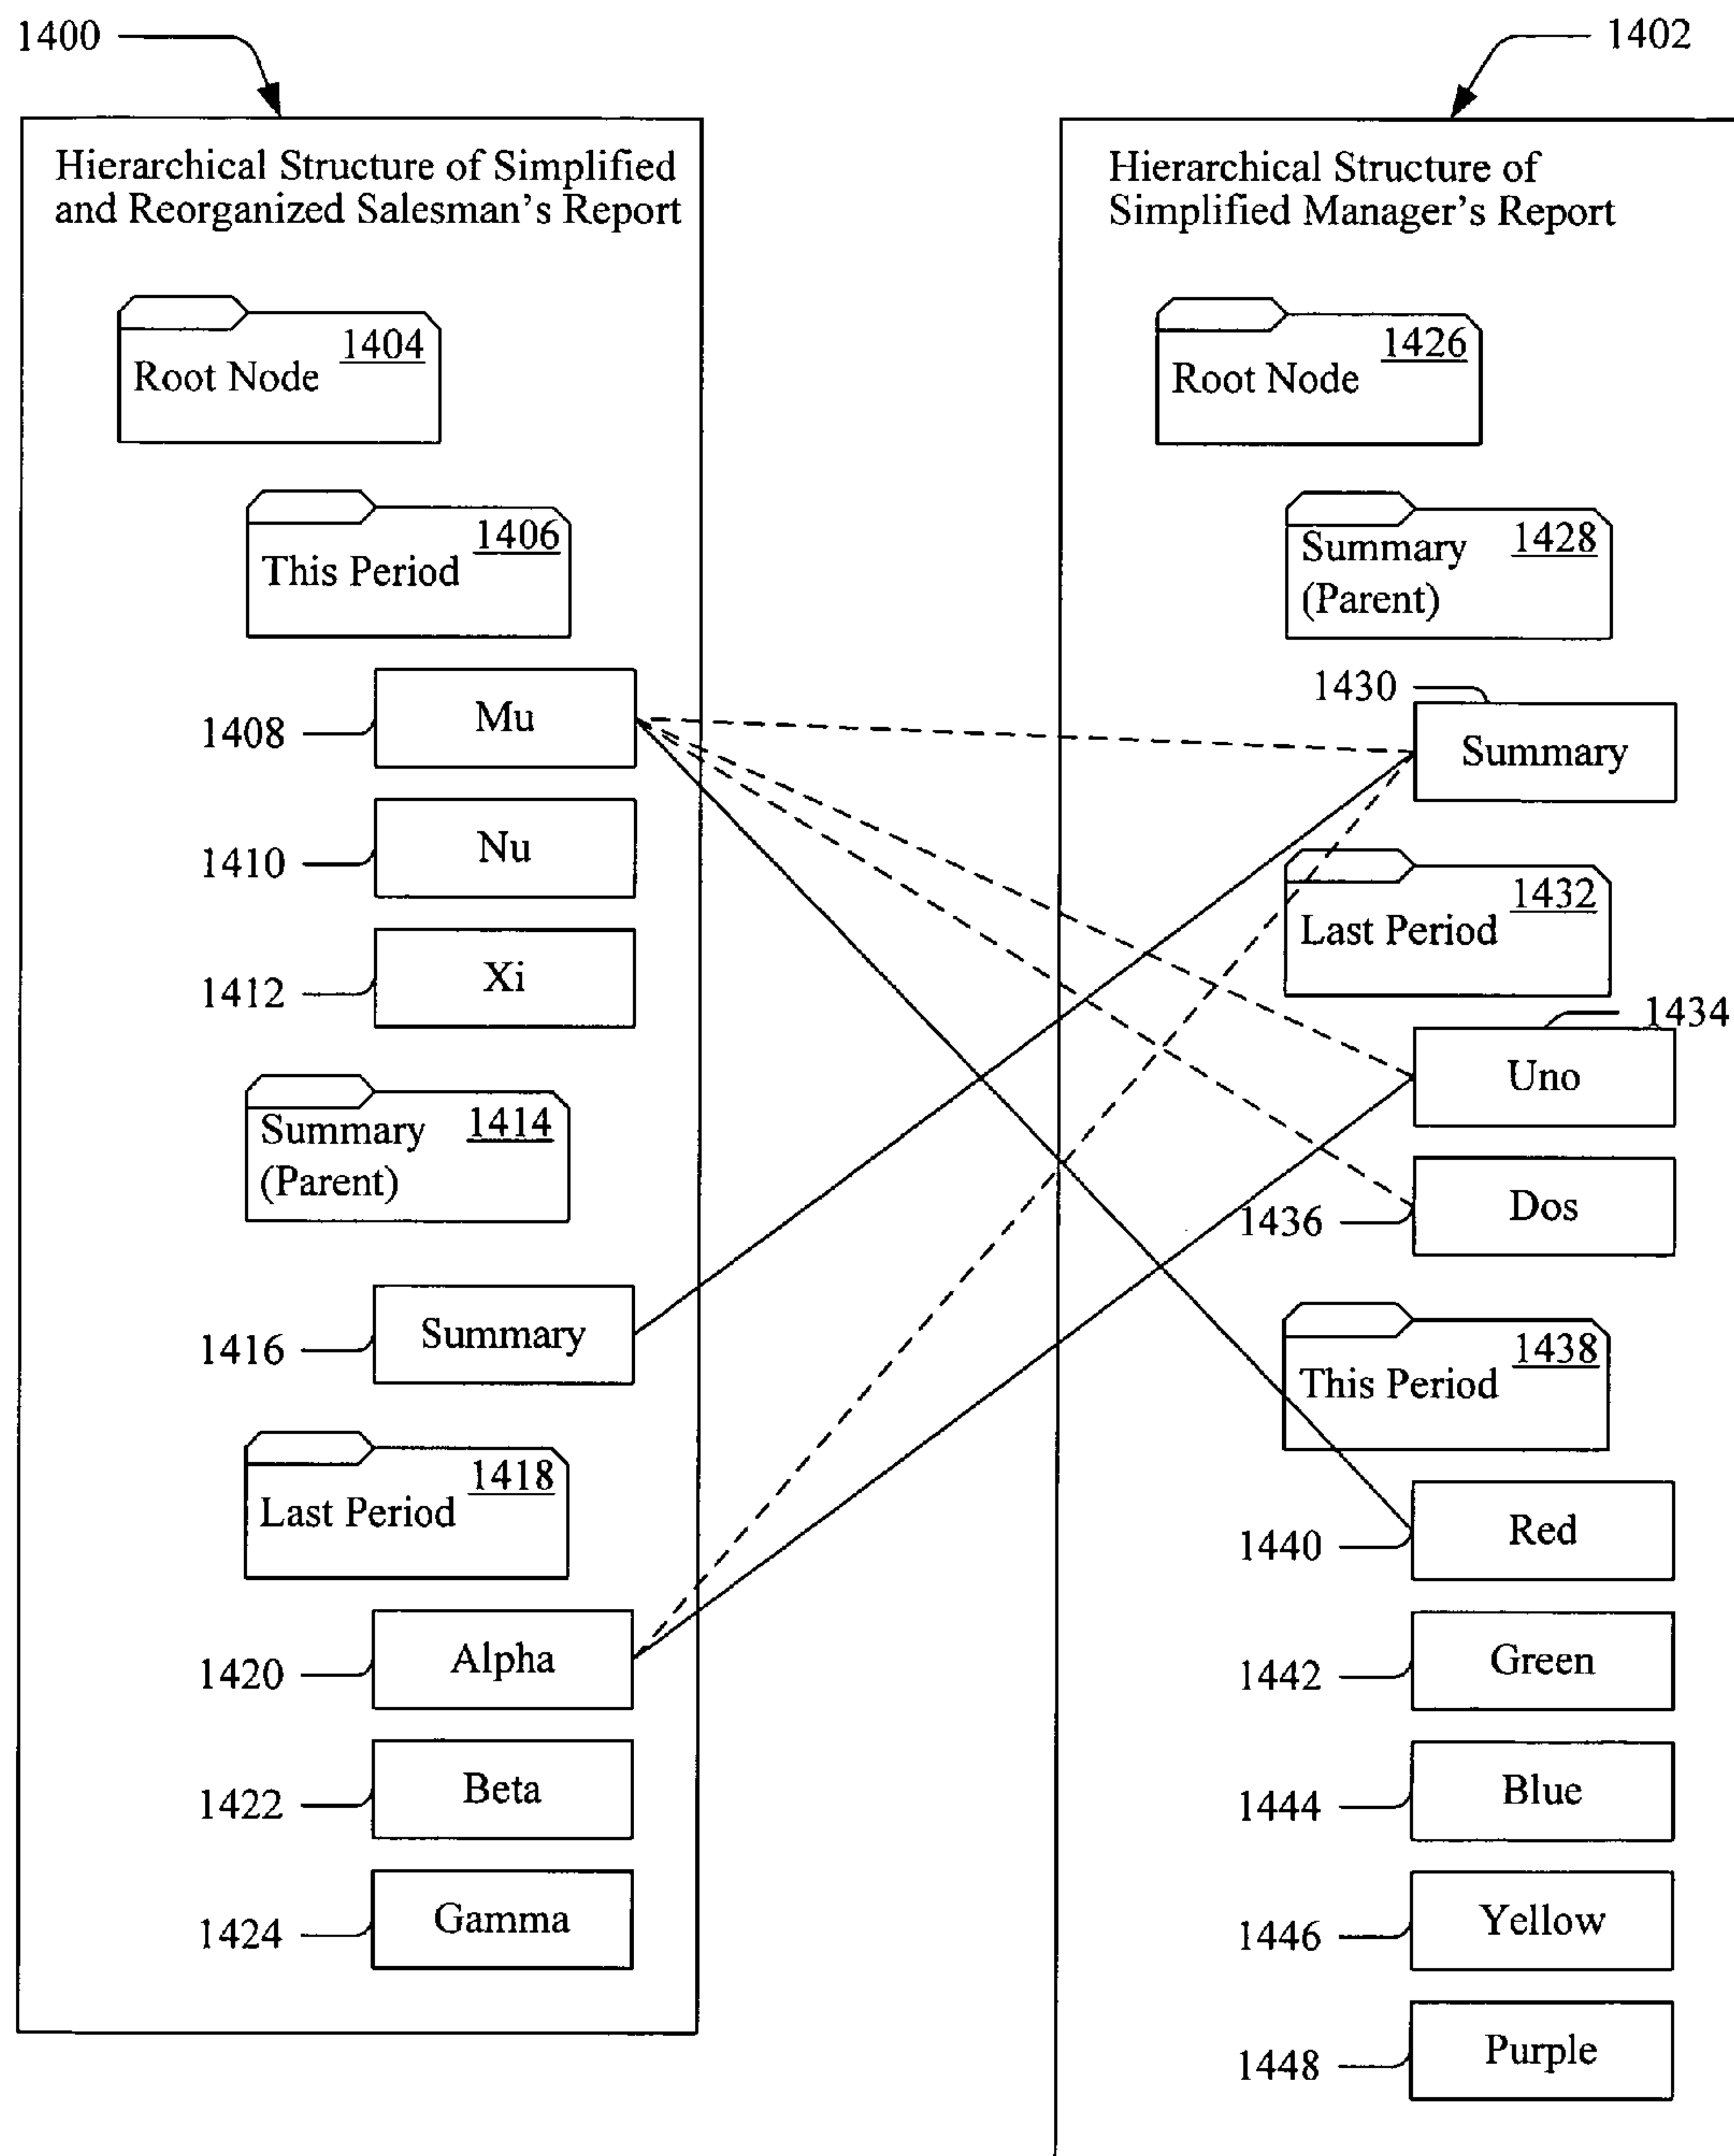 1400
Hierarchical Structure of Simplified
and Reorganized Salesman's Report
1404
Root Node
1406
This Period
1408
Mu
1410
Nu
1412
Xi
1414
Summary
(Parent)
1416
Summary
1418
Last Period
1420
Alpha
1422
Beta
1424
Gamma
1402
Hierarchical Structure of
Simplified Manager's Report
1426
Root Node
1428
Summary
(Parent)
1430
Summary
1432
Last Period
1434
Uno
1436
Dos
1438
This Period
1440
Red
1442
Green
1444
Blue
1446
Yellow
1448
Purple